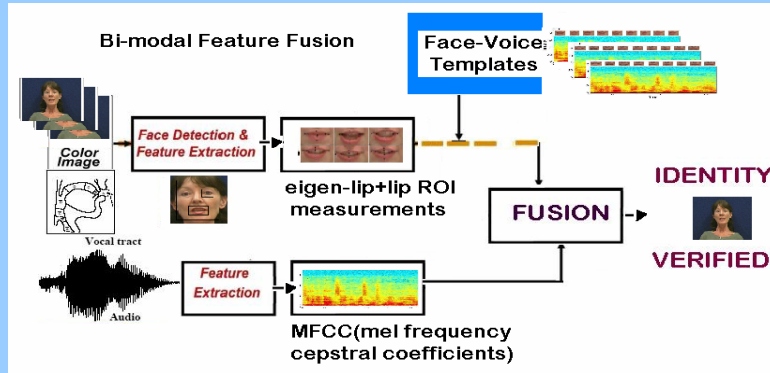 Bi-modal Feature Fusion
Face-Voice
Templates
Color
Image
Face Detection &
Feature Extraction
eigen-lip+lip ROI
measurements
IDENTITY
FUSION
VERIFIED
Vocal tract
Feature
Extraction
Audio
MFCC(mel frequency
cepstral coefficients)